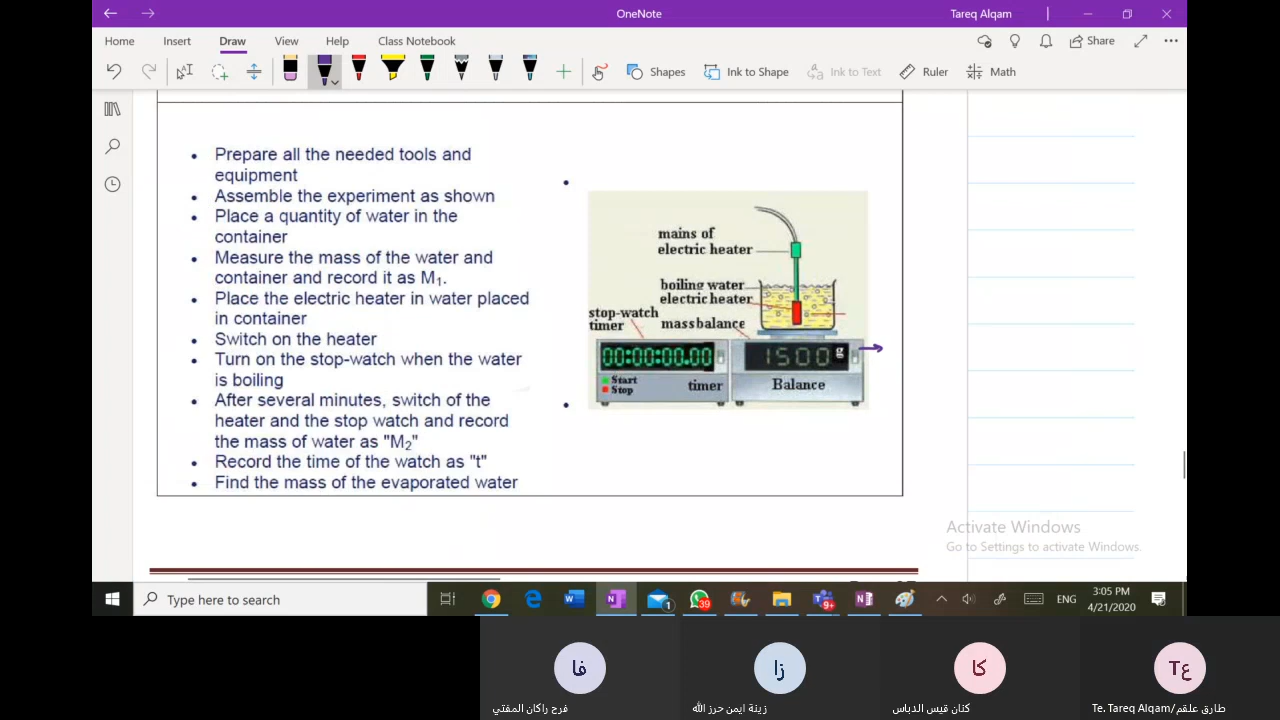 OneNote
Tareq Alqam
Home Insert Draw View Help Class Notebook
Share
Shapes Ink to Shape Ink to Text Ruler Math
• Prepare all the needed tools and
equipment
• Assemble the experiment as shown
• Place a quantity of water in the
container
• Measure the mass of the water and
container and record it as M₁.
• Place the electric heater in water placed
in container
• Switch on the heater
• Turn on the stop-watch when the water
is boiling
• After several minutes, switch of the
heater and the stop watch and record
the mass of water as "M₂"
• Record the time of the watch as "t"
• Find the mass of the evaporated water
mains of
electric heater
boiling water
electric heater
stop-watch
timer
mass balance
00:00:00.00
1500 g
Start
Stop
timer
Balance
Activate Windows
Go to Settings to activate Windows.
Type here to search
1
39
9+
ENG
3:05 PM
4/21/2020
فا
زا
كا
Tع
فرح راكان المفتي
زينة ايمن حرز الله
كنان قيس الدباس
Te. Tareq Alqam/طارق علقم